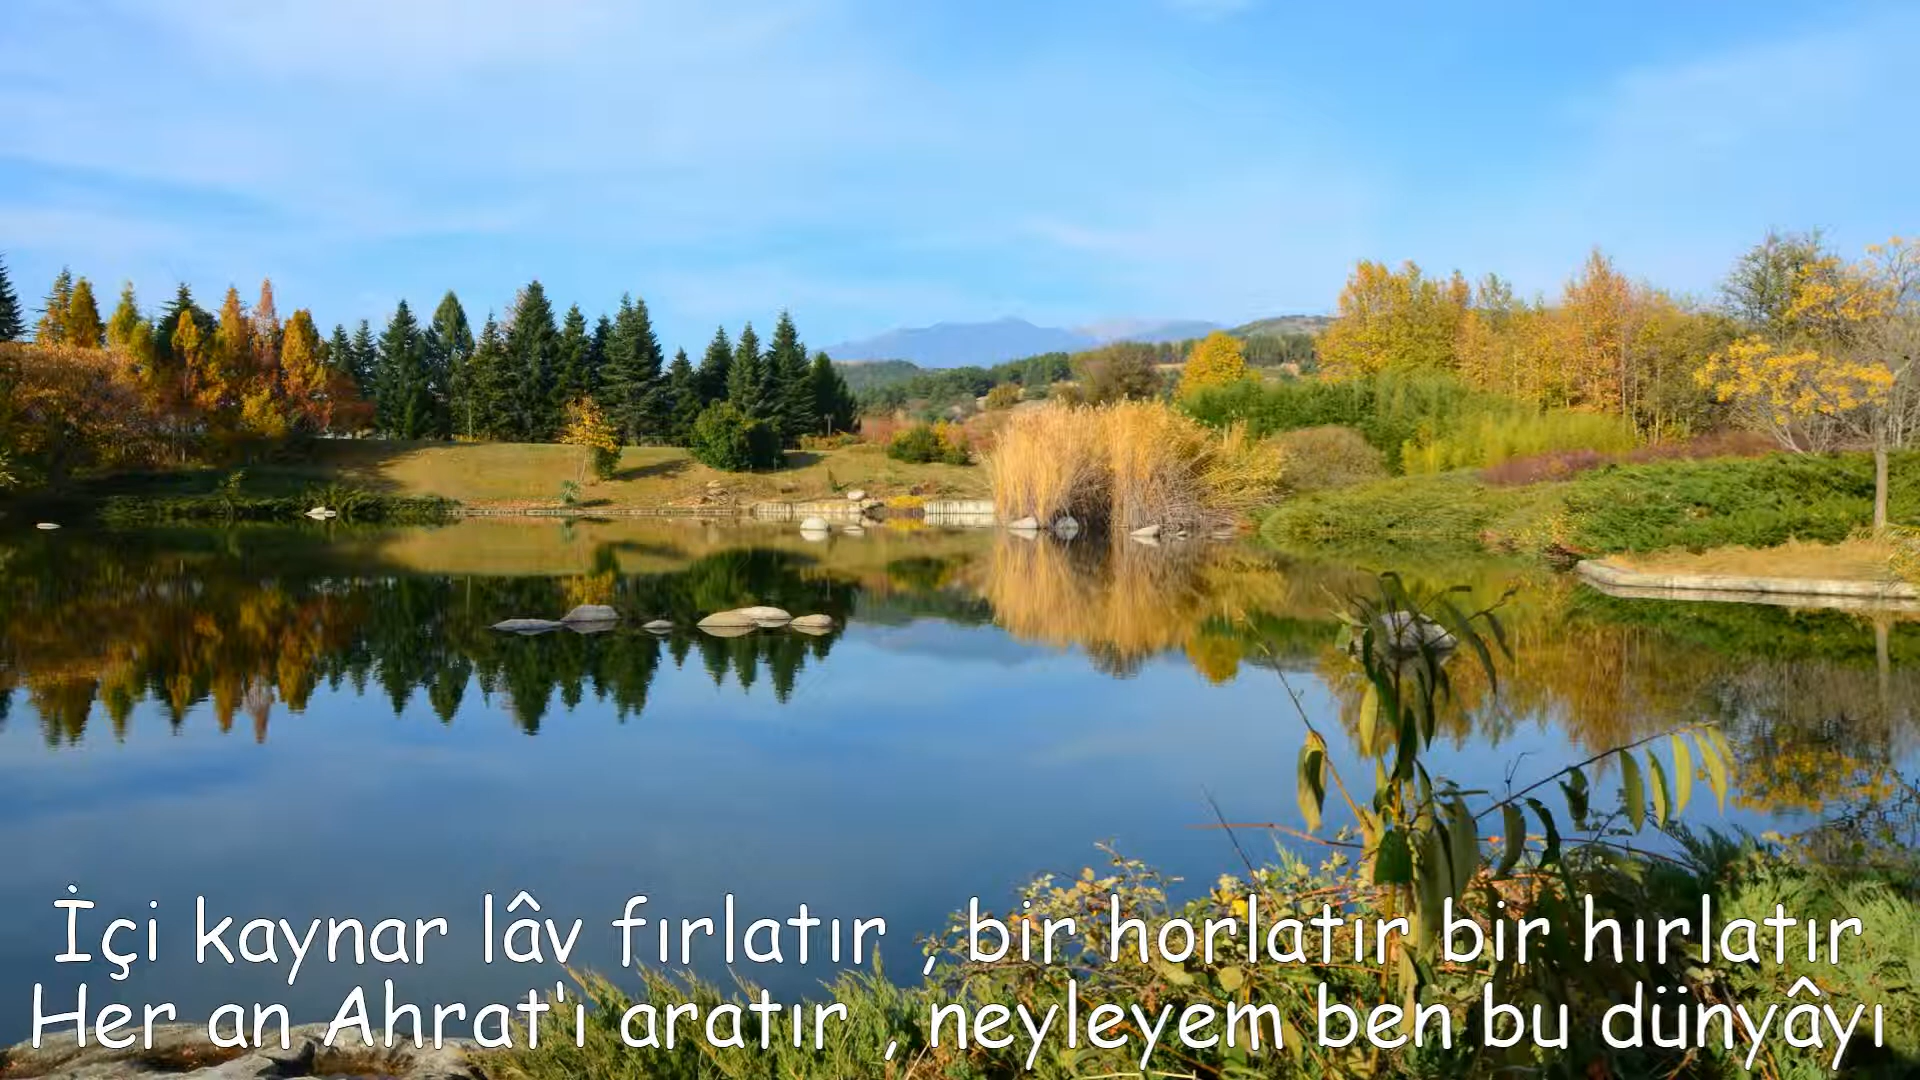 İçi kaynar lâv fırlatır , bir horlatır bir hırlatır
Her an Ahrat'ı aratır , neyleyem ben bu dünyâyı